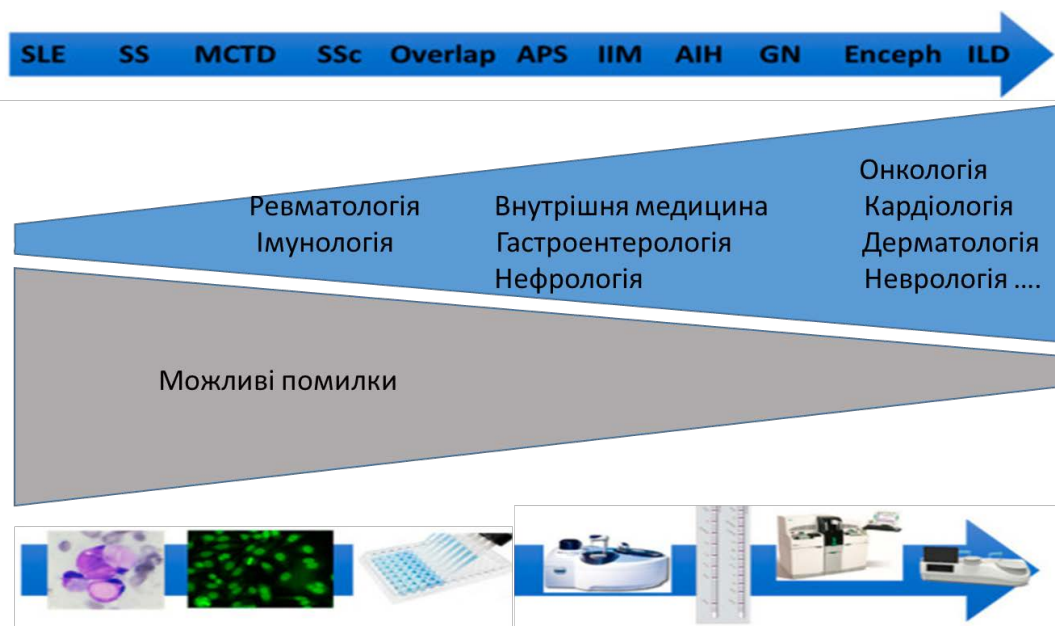 SLE SS MCTD SSc Overlap APS IIM AIH GN Enceph ILD
Ревматологія
Імунологія
Внутрішня медицина
Гастроентерологія
Нефрологія
Онкологія
Кардіологія
Дерматологія
Неврологія ....
Можливі помилки